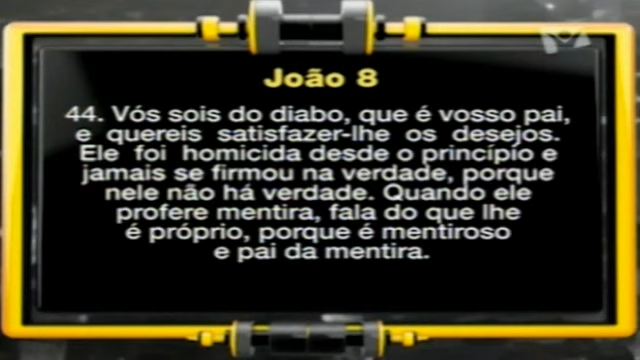 João 8
44. Vós sois do diabo, que é vosso pai,
e quereis satisfazer-lhe os desejos.
Ele foi homicida desde o princípio e
jamais se firmou na verdade, porque
nele não há verdade. Quando ele
profere mentira, fala do que lhe
é próprio, porque é mentiroso
e pai da mentira.